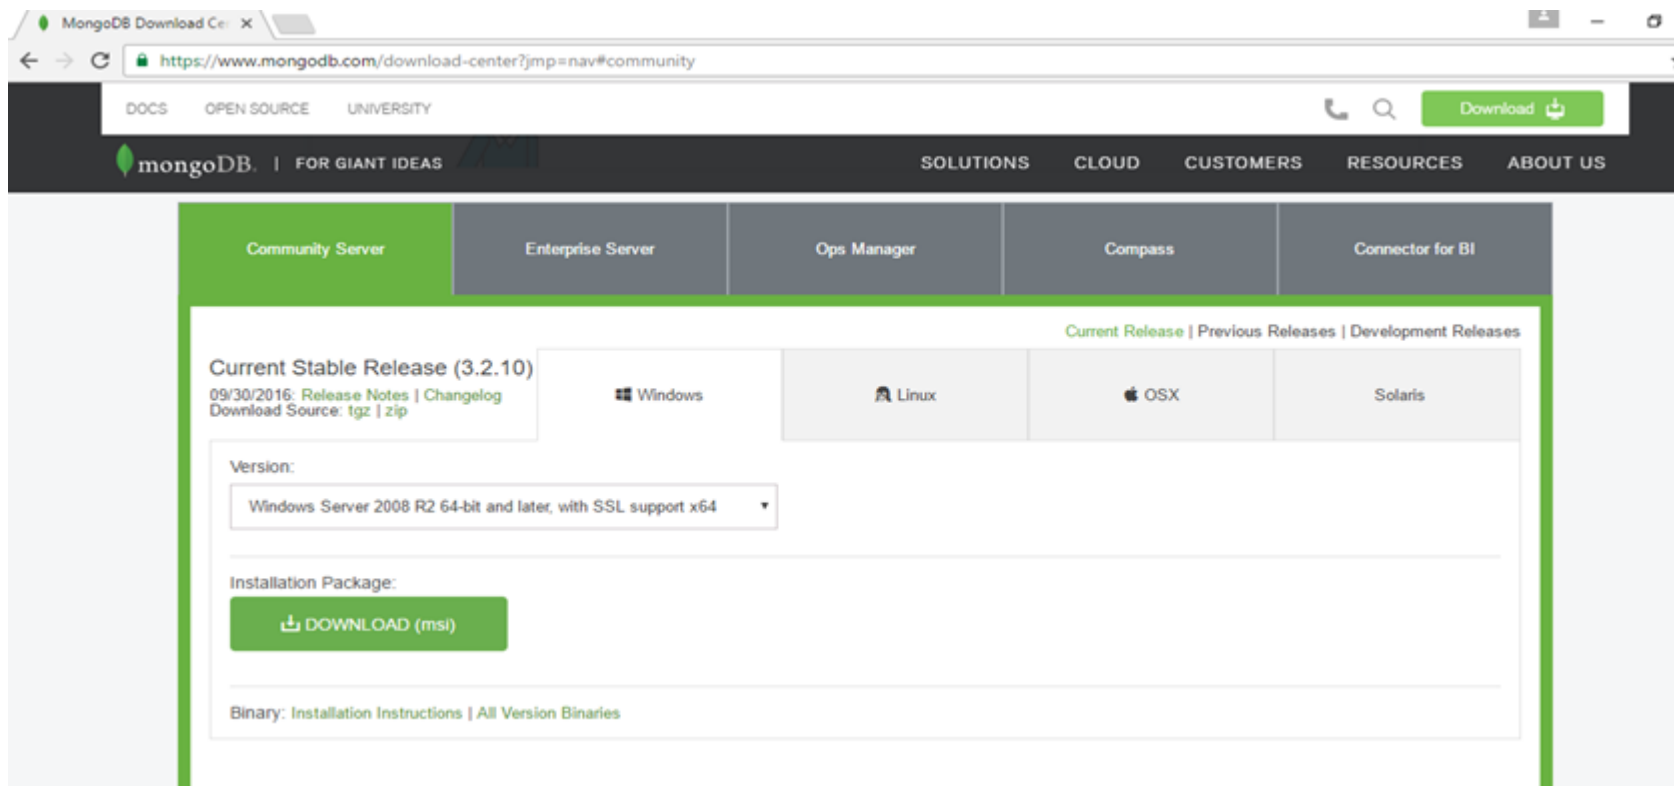 MongoDB Download Ce
https://www.mongodb.com/download-center?jmp=nav#community
DOCS OPEN SOURCE UNIVERSITY Download
mongoDB. | FOR GIANT IDEAS SOLUTIONS CLOUD CUSTOMERS RESOURCES ABOUT US
Community Server Enterprise Server Ops Manager Compass Connector for BI
Current Release | Previous Releases | Development Releases
Current Stable Release (3.2.10)
09/30/2016: Release Notes | Changelog
Download Source: tgz | zip
Windows Linux OSX Solaris
Version:
Windows Server 2008 R2 64-bit and later, with SSL support x64
Installation Package:
DOWNLOAD (msi)
Binary: Installation Instructions | All Version Binaries